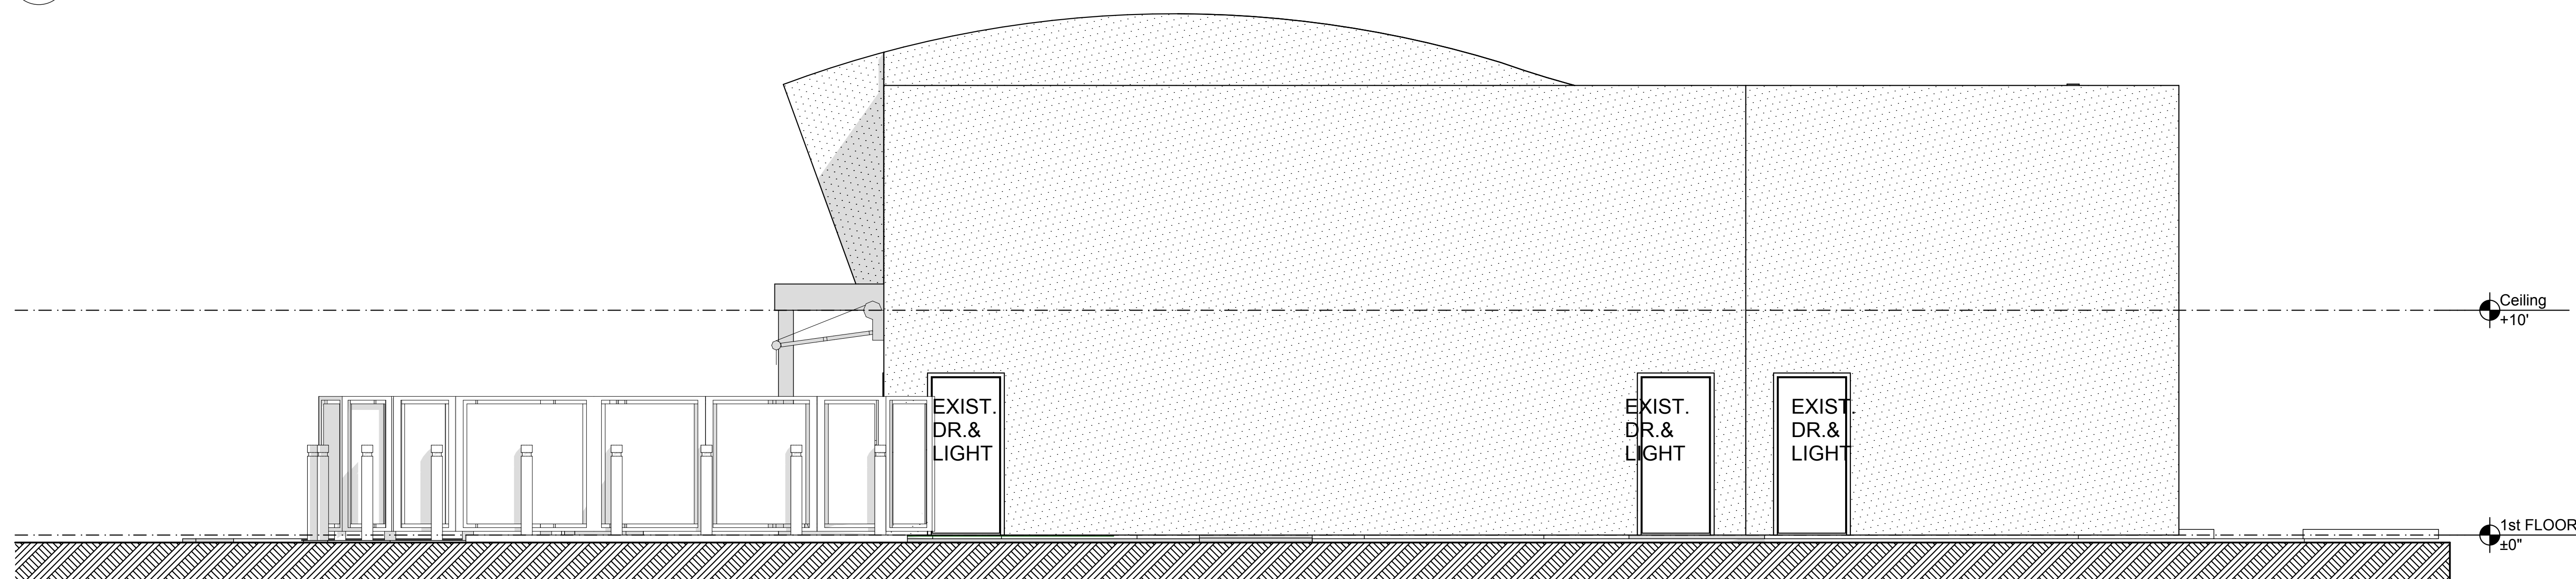 Ceiling
+10'
EXIST.
DR.&
LIGHT
EXIST.
DR.&
LIGHT
EXIST.
DR.&
LIGHT
1st FLOOR
±0"